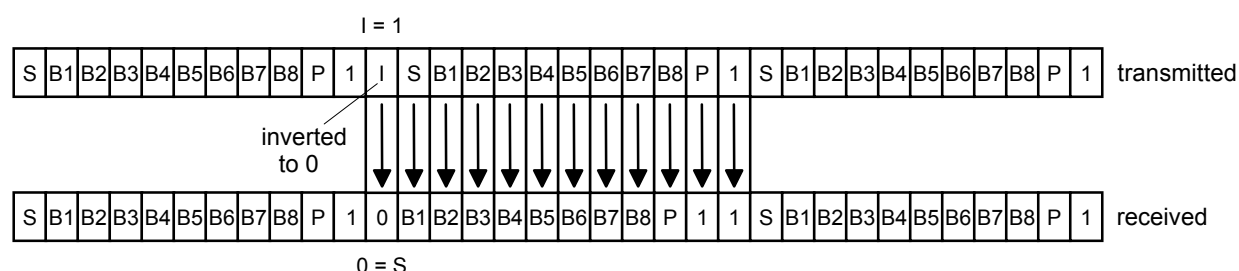 I = 1
S B1 B2 B3 B4 B5 B6 B7 B8 P 1 I S B1 B2 B3 B4 B5 B6 B7 B8 P 1 S B1 B2 B3 B4 B5 B6 B7 B8 P 1 transmitted
inverted
to 0
S B1 B2 B3 B4 B5 B6 B7 B8 P 1 0 B1 B2 B3 B4 B5 B6 B7 B8 P 1 1 S B1 B2 B3 B4 B5 B6 B7 B8 P 1 received
0 = S